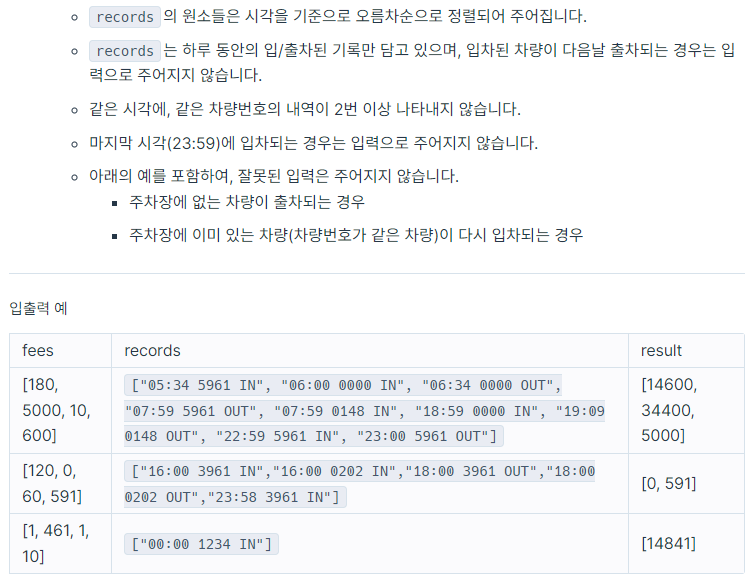 records 의 원소들은 시각을 기준으로 오름차순으로 정렬되어 주어집니다.
records 는 하루 동안의 입/출차된 기록만 담고 있으며, 입차된 차량이 다음날 출차되는 경우는 입
력으로 주어지지 않습니다.
같은 시각에, 같은 차량번호의 내역이 2번 이상 나타내지 않습니다.
마지막 시각(23:59)에 입차되는 경우는 입력으로 주어지지 않습니다.
아래의 예를 포함하여, 잘못된 입력은 주어지지 않습니다.
주차장에 없는 차량이 출차되는 경우
주차장에 이미 있는 차량(차량번호가 같은 차량)이 다시 입차되는 경우
입출력 예
fees records result
[180,
5000, 10,
600]
["05:34 5961 IN", "06:00 0000 IN", "06:34 0000 OUT",
"07:59 5961 OUT", "07:59 0148 IN", "18:59 0000 IN", "19:09
0148 OUT", "22:59 5961 IN", "23:00 5961 OUT"]
[14600,
34400,
5000]
[120, 0,
60, 591]
["16:00 3961 IN","16:00 0202 IN","18:00 3961 OUT","18:00
0202 OUT","23:58 3961 IN"]
[0, 591]
[1, 461, 1,
10]
["00:00 1234 IN"]
[14841]